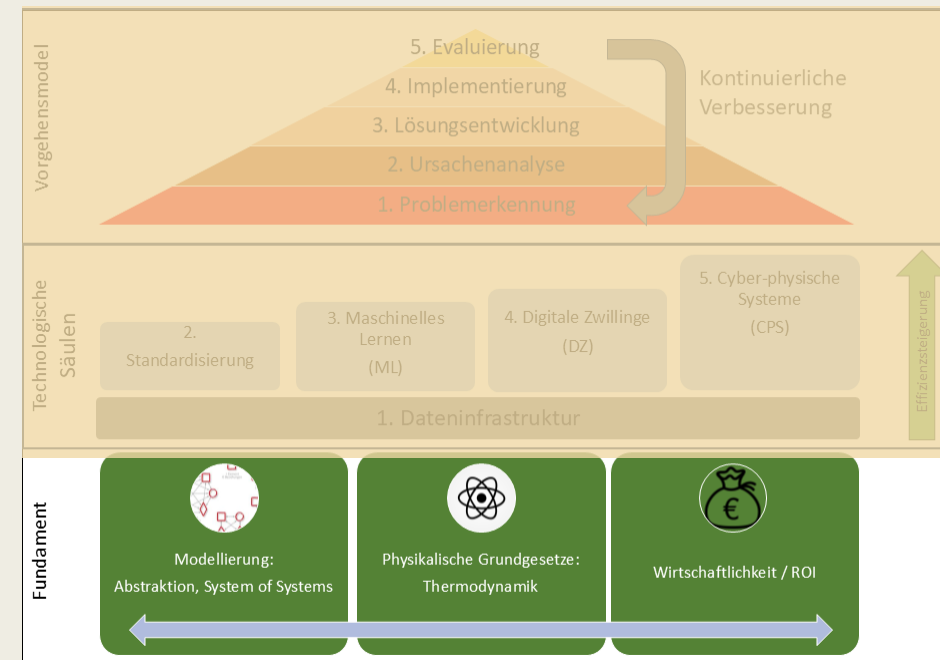 Vorgehensmodel
5. Evaluierung
4. Implementierung
3. Lösungsentwicklung
2. Ursachenanalyse
1. Problemerkennung
Kontinuierliche
Verbesserung
Technologische
Säulen
2.
Standardisierung
3. Maschinelles
Lernen
(ML)
4. Digitale Zwillinge
(DZ)
5. Cyber-physische
Systeme
(CPS)
1. Dateninfrastruktur
Effizienzsteigerung
Fundament
Modellierung:
Abstraktion, System of Systems
Physikalische Grundgesetze:
Thermodynamik
€
Wirtschaftlichkeit / ROI